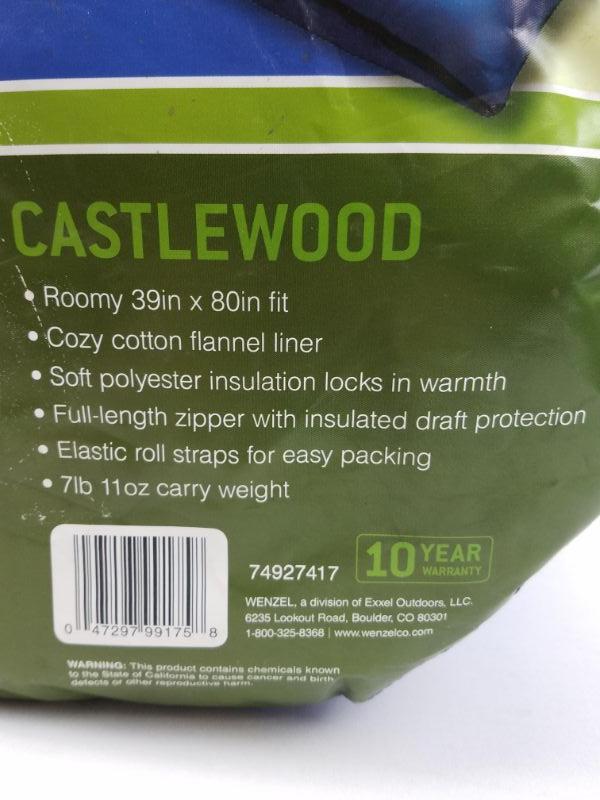 CASTLEWOOD
• Roomy 39in x 80in fit
• Cozy cotton flannel liner
• Soft polyester insulation locks in warmth
• Full-length zipper with insulated draft protection
• Elastic roll straps for easy packing
• 7lb 11oz carry weight
0 47297 99175 8
74927417
10 YEAR WARRANTY
WENZEL, a division of Exxel Outdoors, LLC.
6235 Lookout Road, Boulder, CO 80301
1-800-325-8368 | www.wenzelco.com
WARNING: This product contains chemicals known
to the State of California to cause cancer and birth
defects or other reproductive harm.